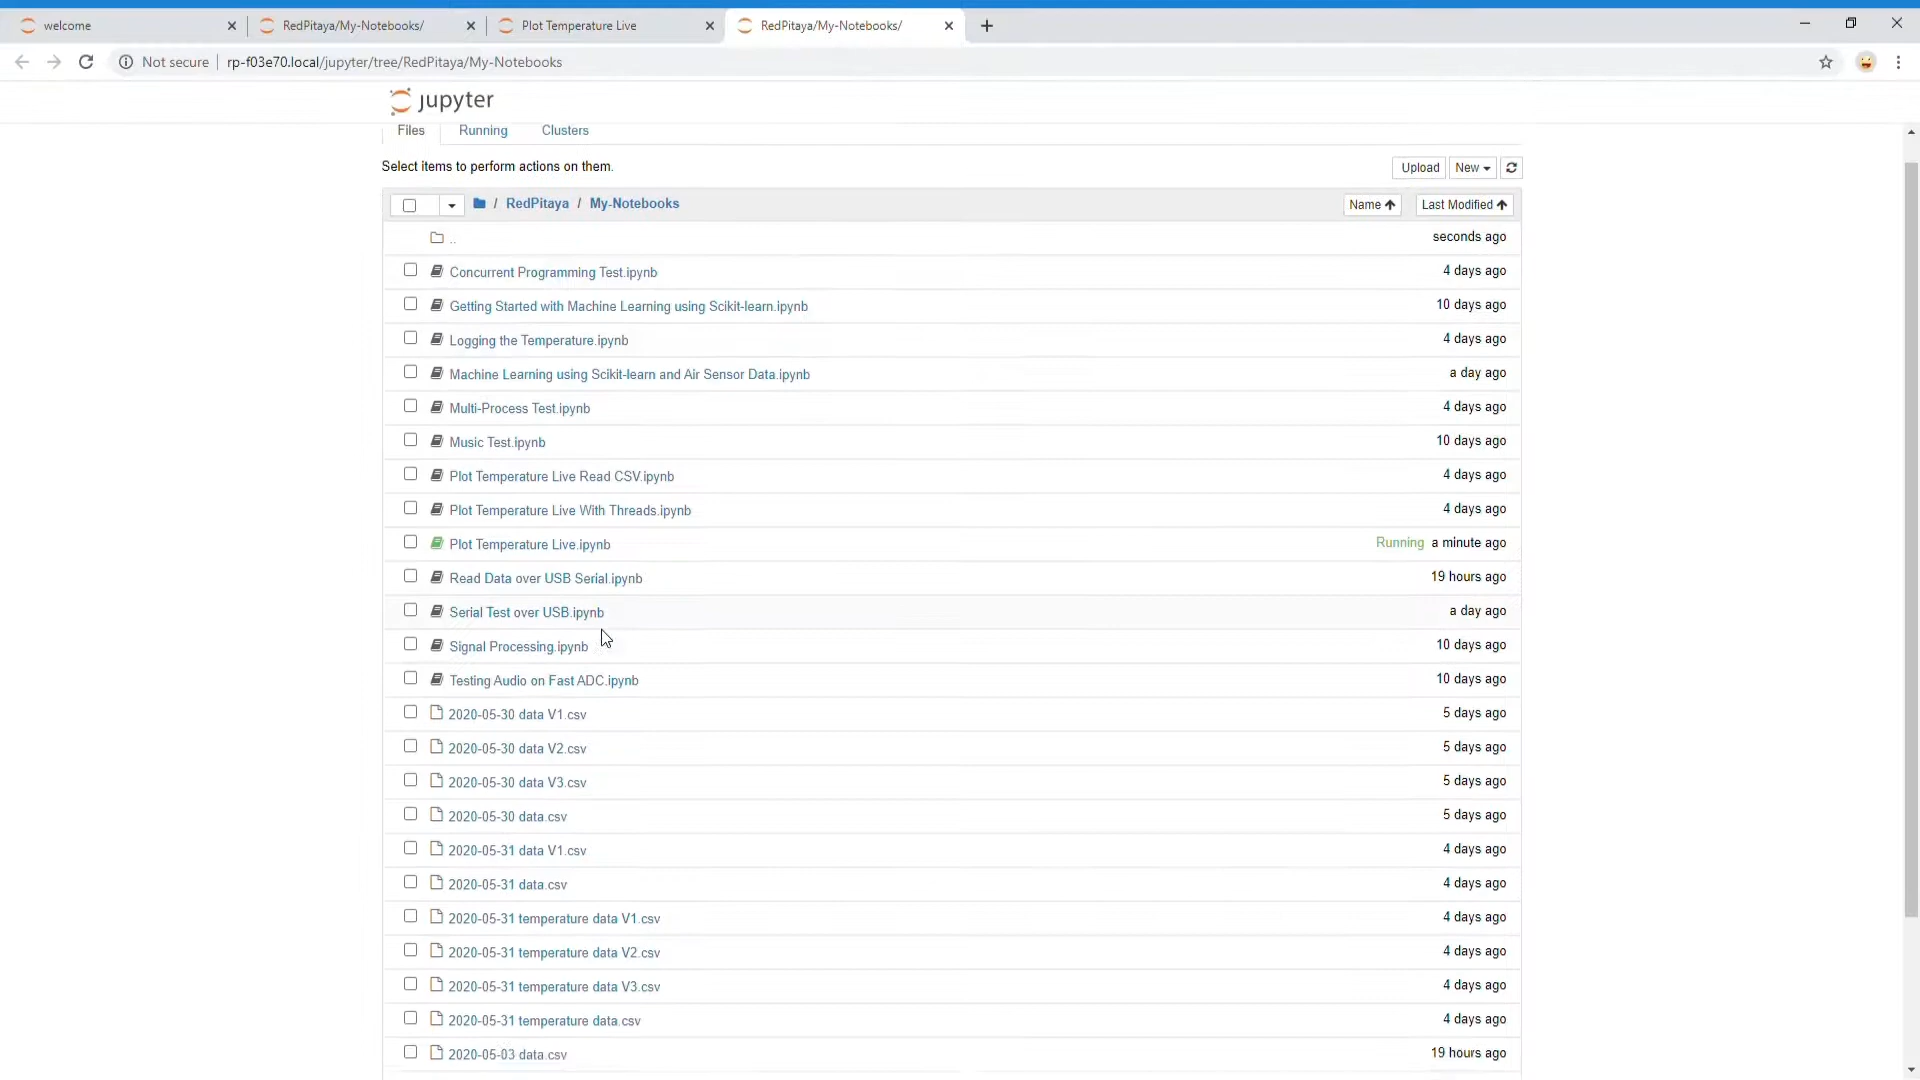 welcome
RedPitaya/My-Notebooks/
Plot Temperature Live
RedPitaya/My-Notebooks/
Not secure | rp-f03e70.local/jupyter/tree/RedPitaya/My-Notebooks
jupyter
Files Running Clusters
Select items to perform actions on them.
Upload New
/ RedPitaya / My-Notebooks Name Last Modified
.. seconds ago
Concurrent Programming Test.ipynb 4 days ago
Getting Started with Machine Learning using Scikit-learn.ipynb 10 days ago
Logging the Temperature.ipynb 4 days ago
Machine Learning using Scikit-learn and Air Sensor Data.ipynb a day ago
Multi-Process Test.ipynb 4 days ago
Music Test.ipynb 10 days ago
Plot Temperature Live Read CSV.ipynb 4 days ago
Plot Temperature Live With Threads.ipynb 4 days ago
Plot Temperature Live.ipynb Running a minute ago
Read Data over USB Serial.ipynb 19 hours ago
Serial Test over USB.ipynb a day ago
Signal Processing.ipynb 10 days ago
Testing Audio on Fast ADC.ipynb 10 days ago
2020-05-30 data V1.csv 5 days ago
2020-05-30 data V2.csv 5 days ago
2020-05-30 data V3.csv 5 days ago
2020-05-30 data.csv 5 days ago
2020-05-31 data V1.csv 4 days ago
2020-05-31 data.csv 4 days ago
2020-05-31 temperature data V1.csv 4 days ago
2020-05-31 temperature data V2.csv 4 days ago
2020-05-31 temperature data V3.csv 4 days ago
2020-05-31 temperature data.csv 4 days ago
2020-05-03 data.csv 19 hours ago